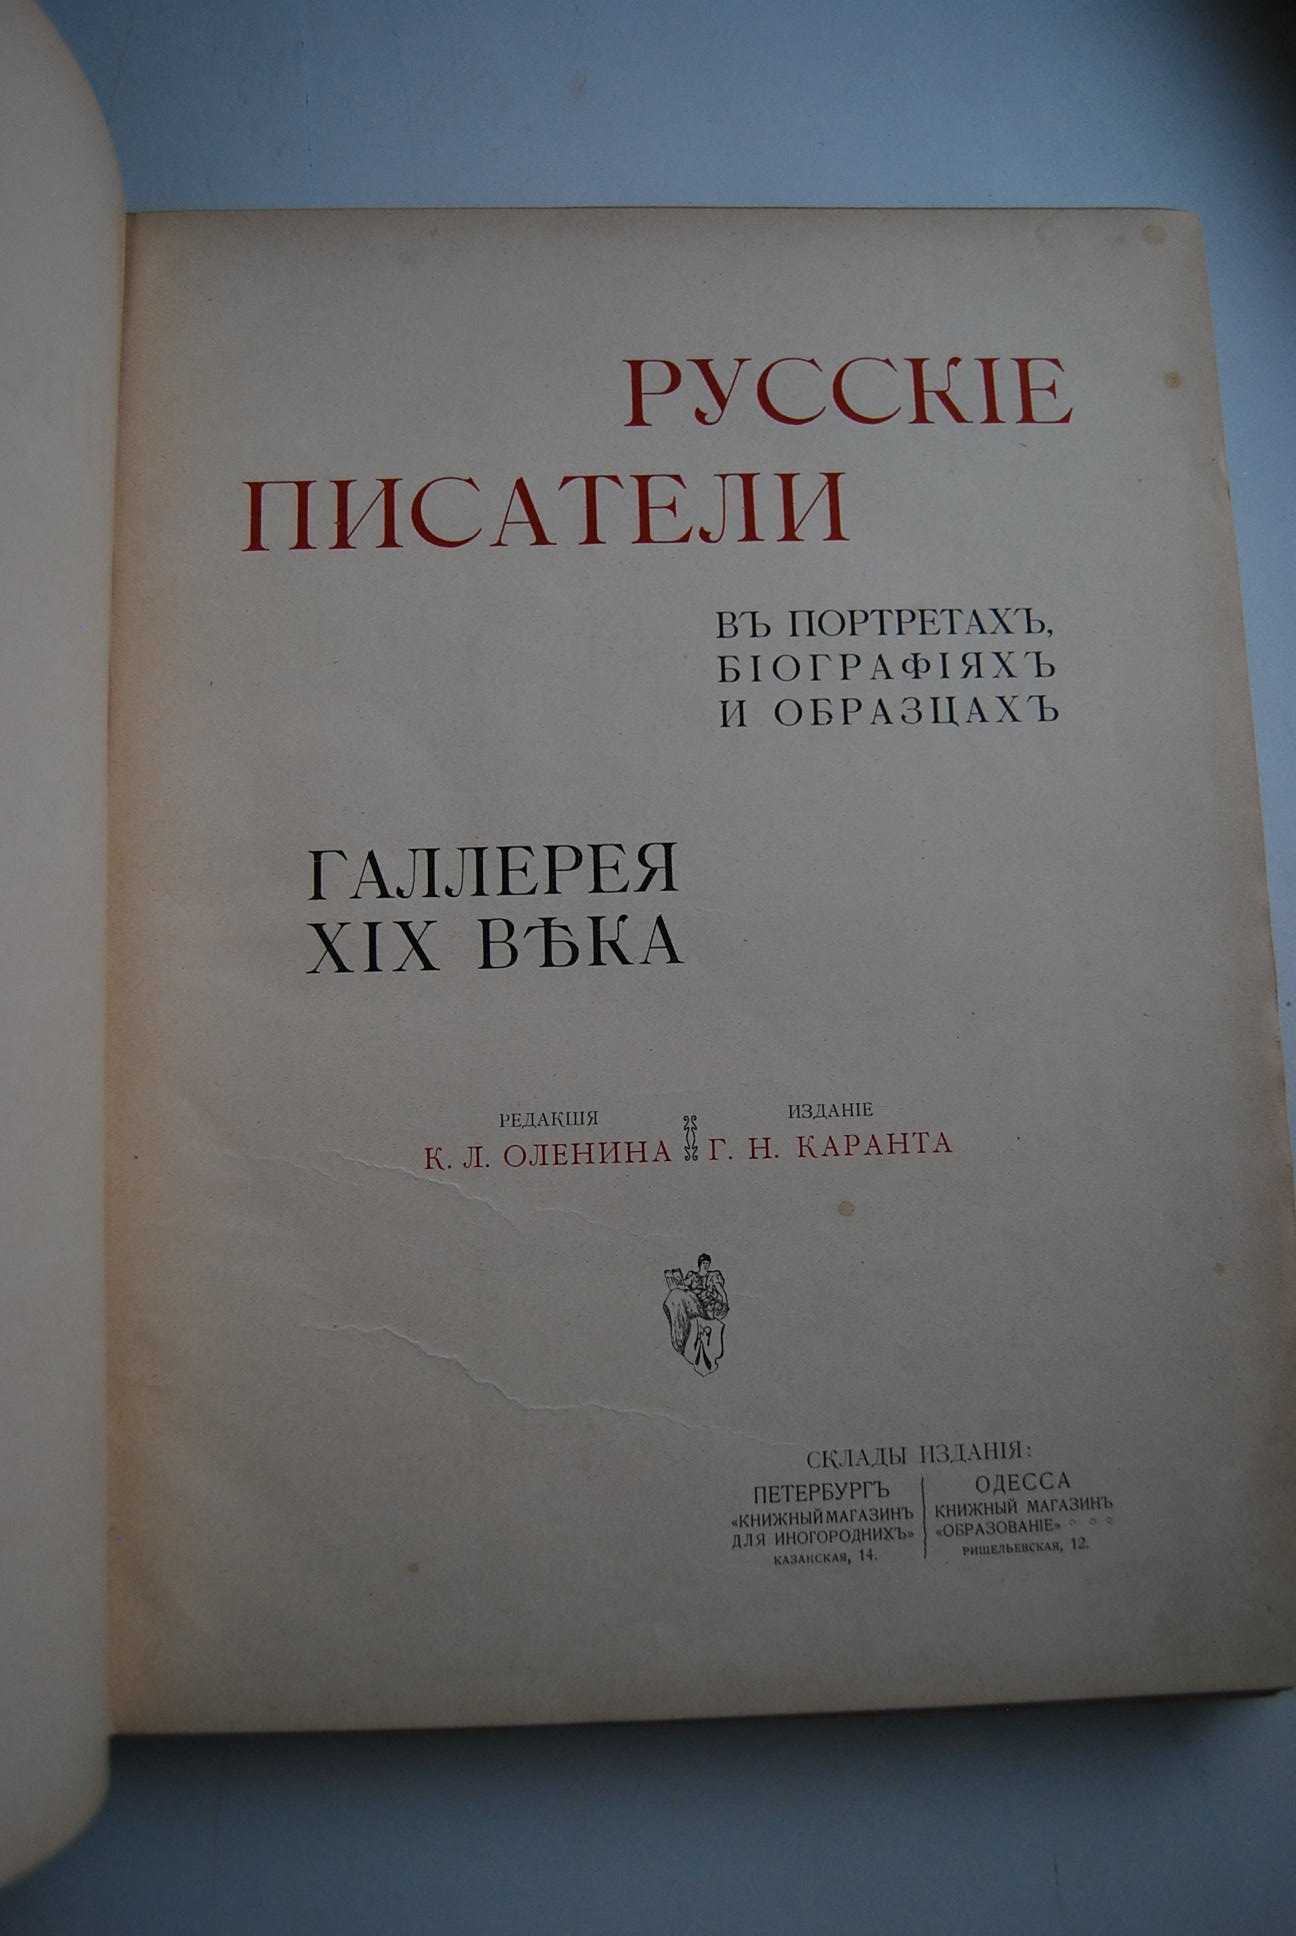 РУССКІЕ
ПИСАТЕЛИ
ВЪ ПОРТРЕТАХЪ,
БІОГРАФІЯХЪ
И ОБРАЗЦАХЪ
ГАЛЛЕРЕЯ
XIX ВѢКА
РЕДАКЦІЯ
К. Л. ОЛЕНИНА
ИЗДАНІЕ
Г. Н. КАРАНТА
СКЛАДЫ ИЗДАНІЯ:
ПЕТЕРБУРГЪ
«КНИЖНЫЙ МАГАЗИНЪ
ДЛЯ ИНОГОРОДНИХЪ»
КАЗАНСКАЯ, 14.
ОДЕССА
КНИЖНЫЙ МАГАЗИНЪ
«ОБРАЗОВАНІЕ»
РИШЕЛЬЕВСКАЯ, 12.